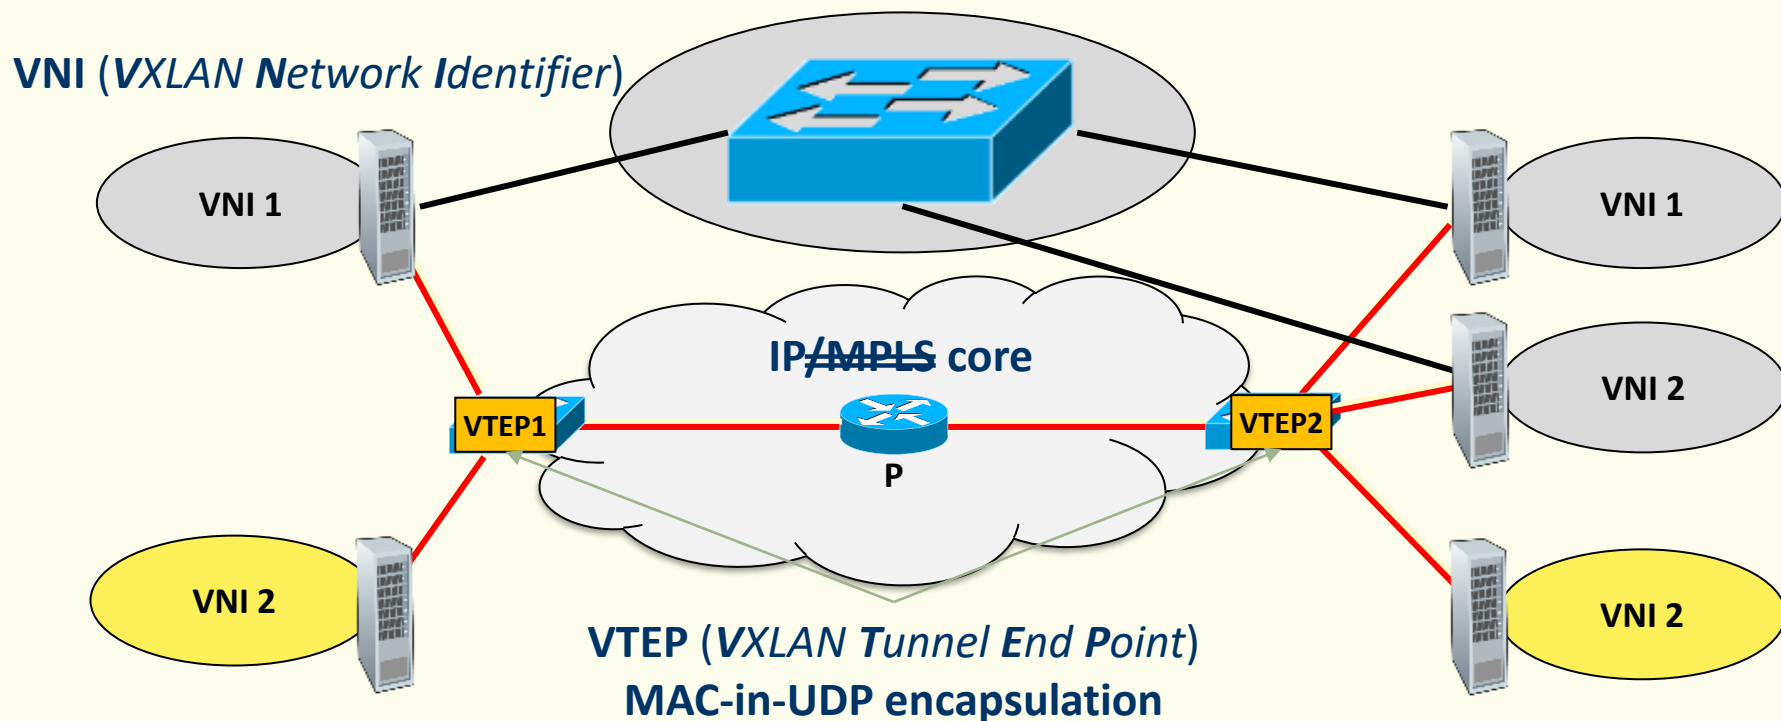 VNI (VXLAN Network Identifier)
VNI 1
VNI 1
IP/MPLS core
VNI 2
VTEP1
VTEP2
P
VNI 2
VNI 2
VTEP (VXLAN Tunnel End Point)
MAC-in-UDP encapsulation